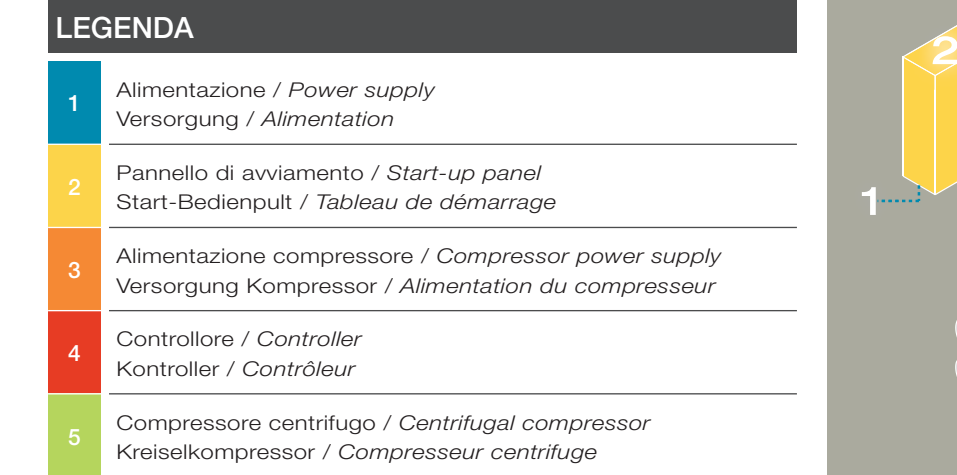 LEGENDA
1
Alimentazione / Power supply
Versorgung / Alimentation
2
Pannello di avviamento / Start-up panel
Start-Bedienpult / Tableau de démarrage
3
Alimentazione compressore / Compressor power supply
Versorgung Kompressor / Alimentation du compresseur
4
Controllore / Controller
Kontroller / Contrôleur
5
Compressore centrifugo / Centrifugal compressor
Kreiselkompressor / Compresseur centrifuge
2
1